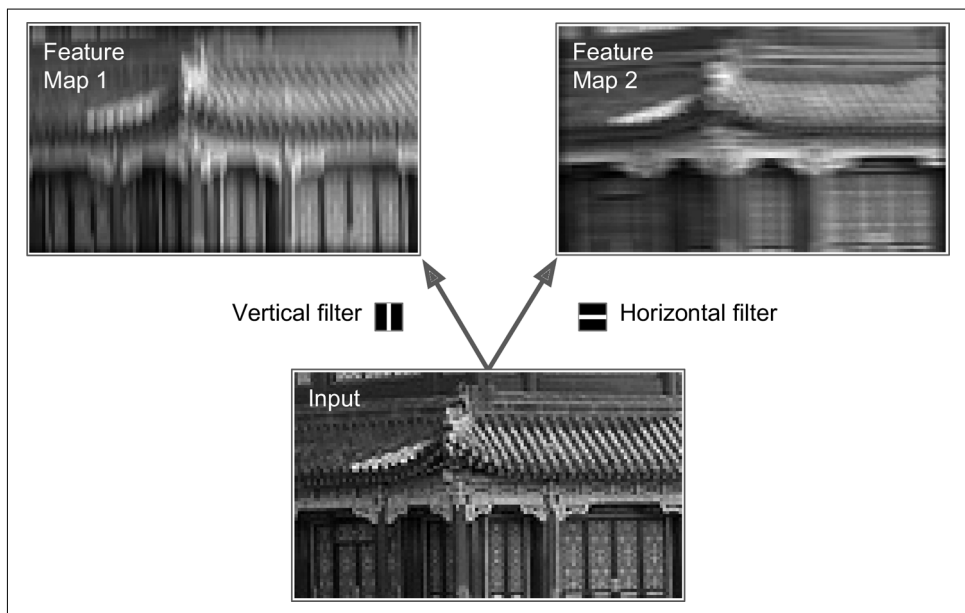 Feature
Map 1
Feature
Map 2
Vertical filter
Horizontal filter
Input